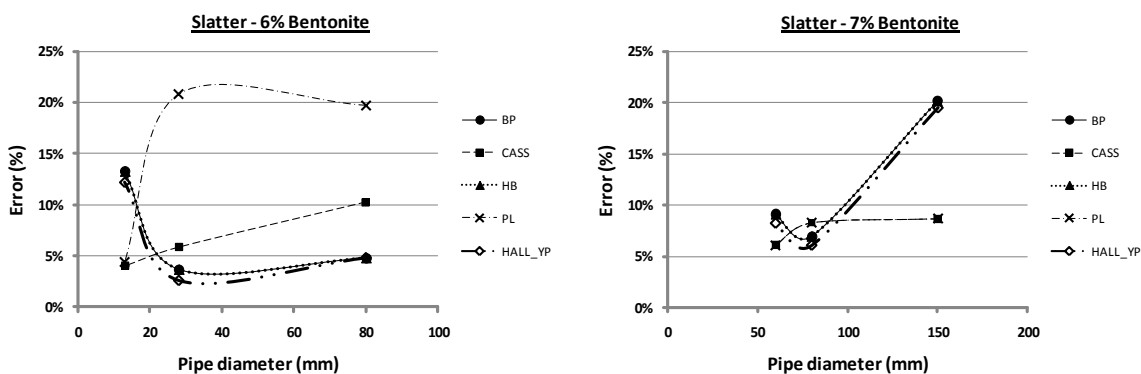 Slatter - 6% Bentonite
25%
20%
15%
10%
5%
0%
Error (%)
0 20 40 60 80 100
Pipe diameter (mm)
BP
CASS
HB
PL
HALL_YP
Slatter - 7% Bentonite
25%
20%
15%
10%
5%
0%
Error (%)
0 50 100 150 200
Pipe diameter (mm)
BP
CASS
HB
PL
HALL_YP